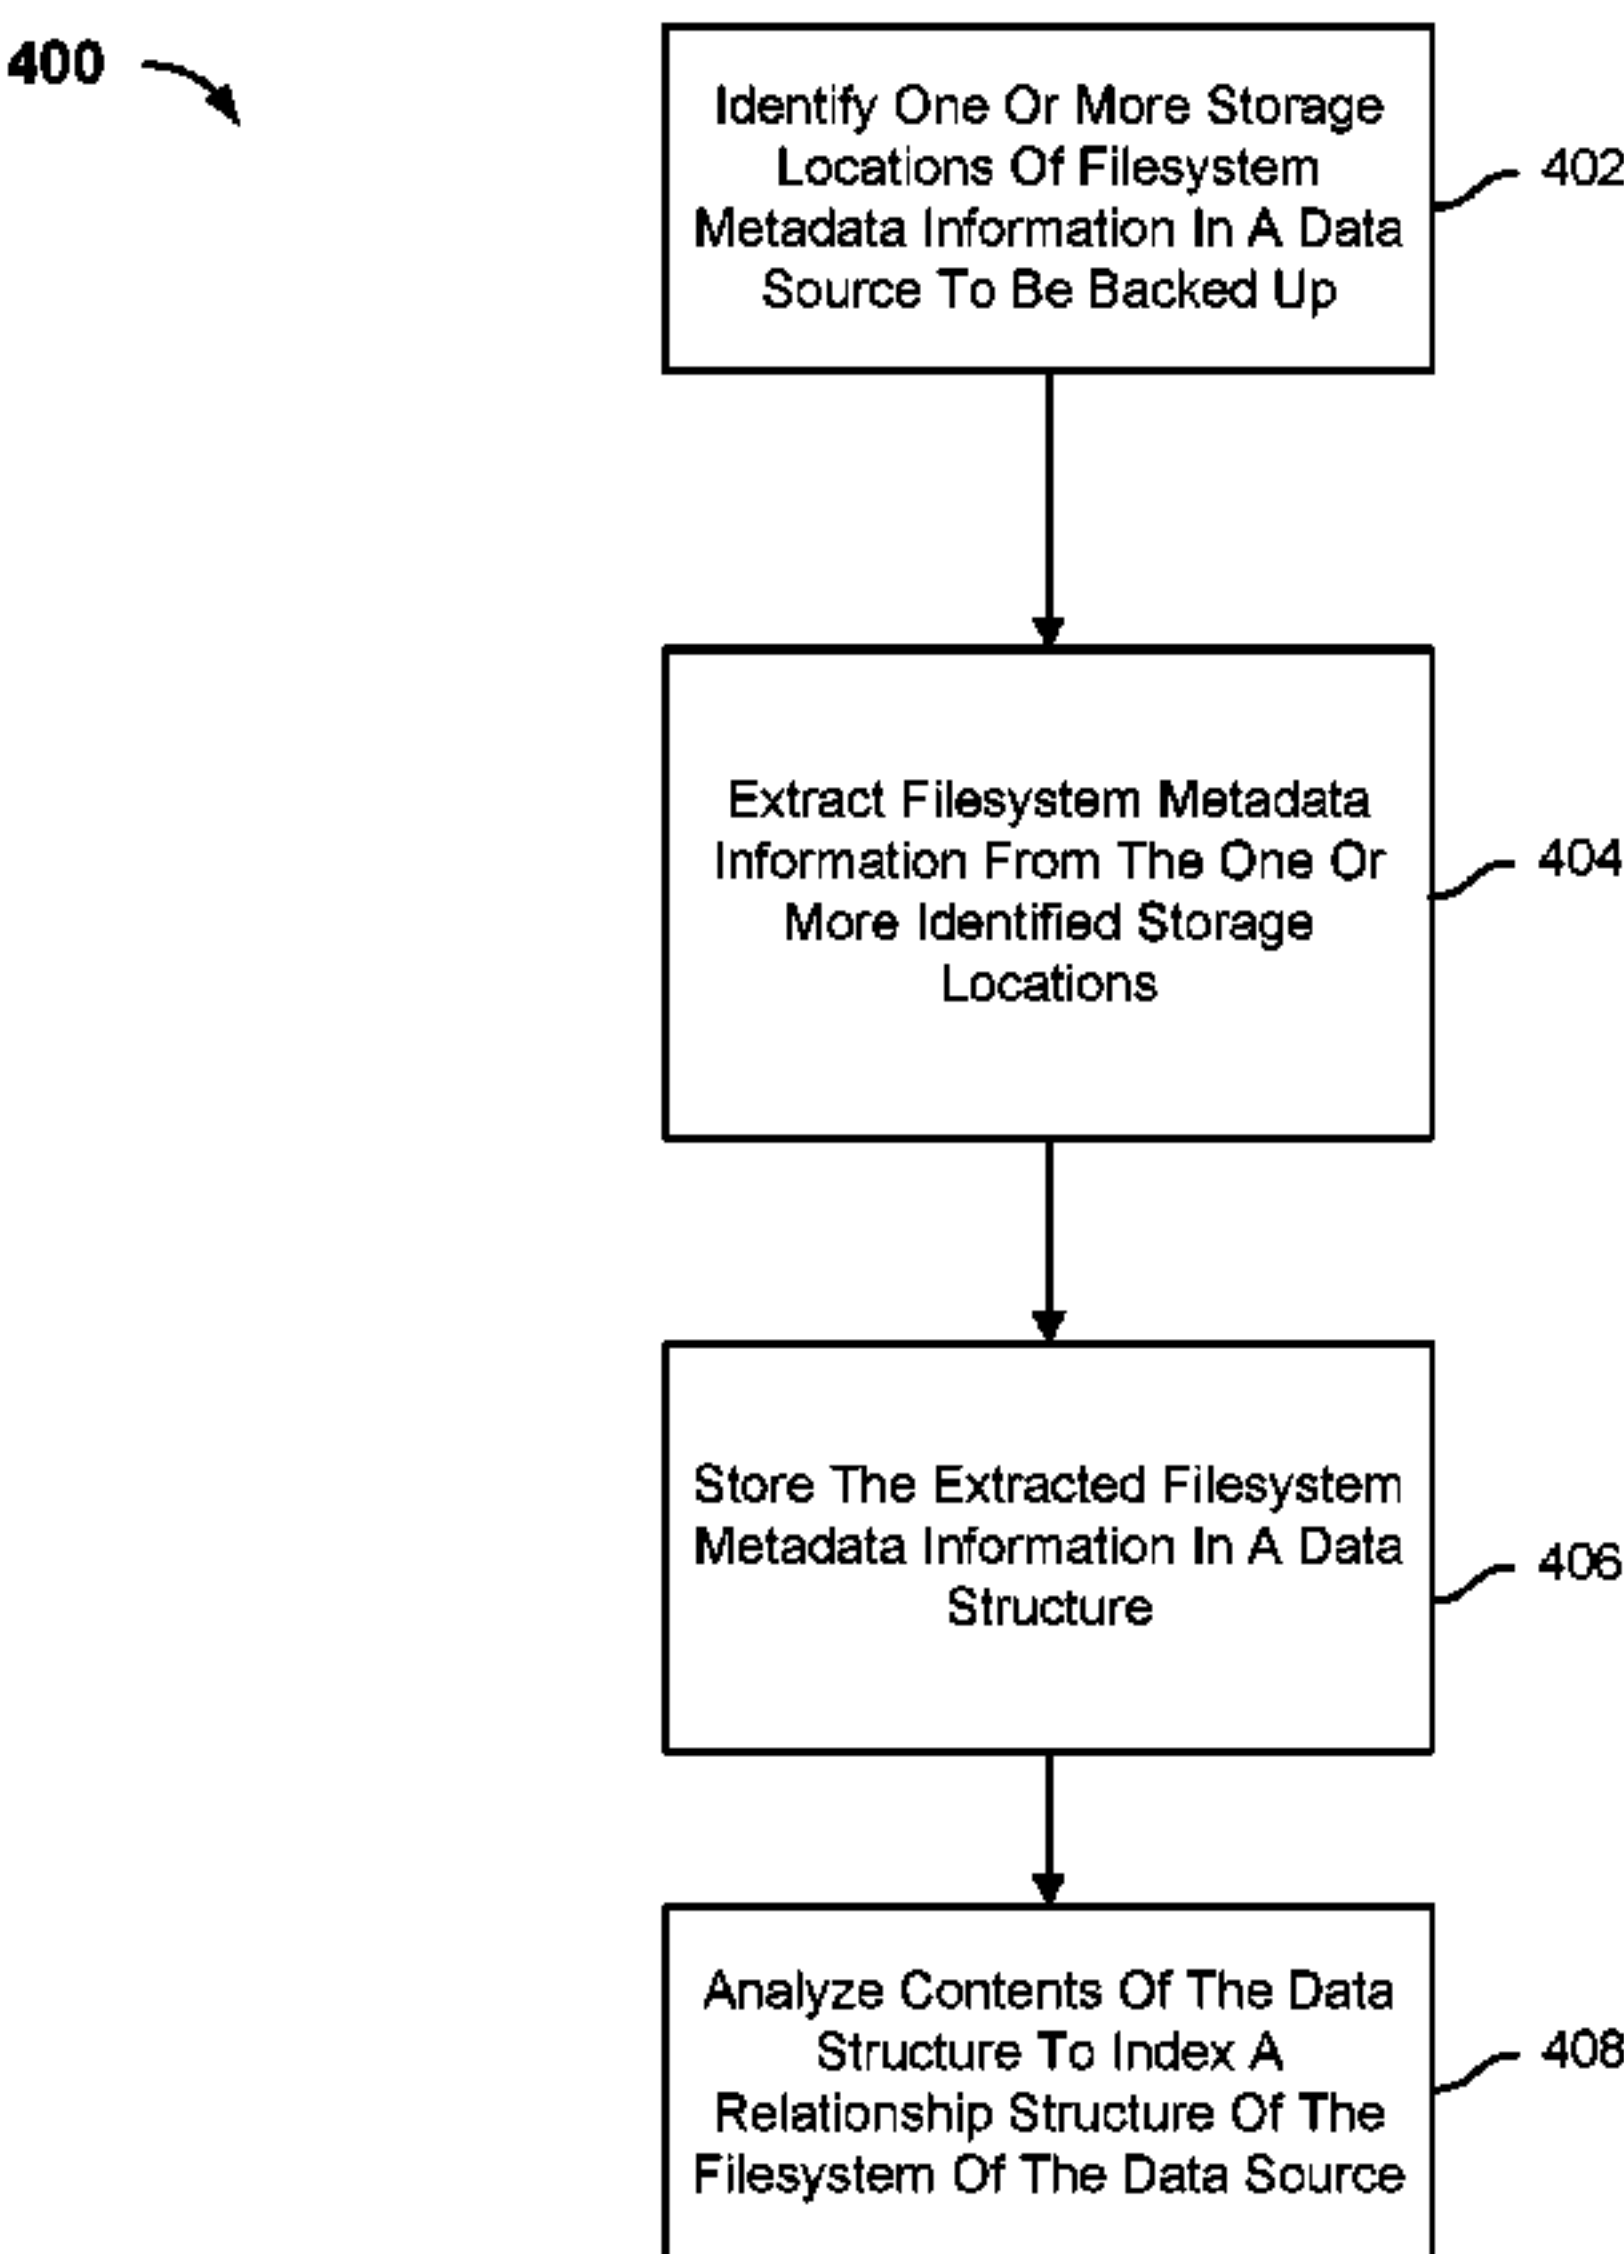 400
Identify One Or More Storage
Locations Of Filesystem
Metadata Information In A Data
Source To Be Backed Up
402
Extract Filesystem Metadata
Information From The One Or
More Identified Storage
Locations
404
Store The Extracted Filesystem
Metadata Information In A Data
Structure
406
Analyze Contents Of The Data
Structure To Index A
Relationship Structure Of The
Filesystem Of The Data Source
408